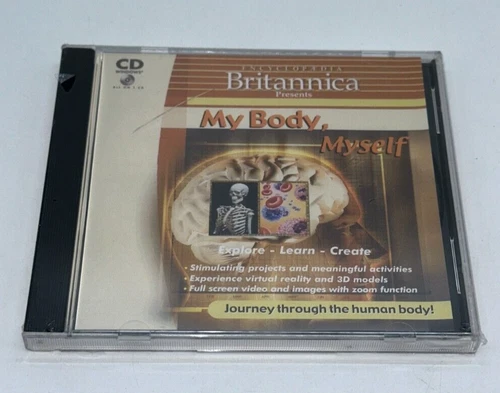 CD
WINDOWS
ENCYCLOPÆDIA
Britannica
Presents
My Body,
Myself
Explore - Learn - Create
• Stimulating projects and meaningful activities
• Experience virtual reality and 3D models
• Full screen video and images with zoom function
Journey through the human body!